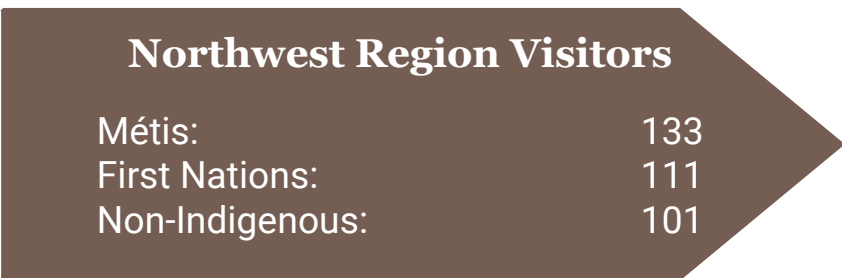 Northwest Region Visitors
Métis: 133
First Nations: 111
Non-Indigenous: 101